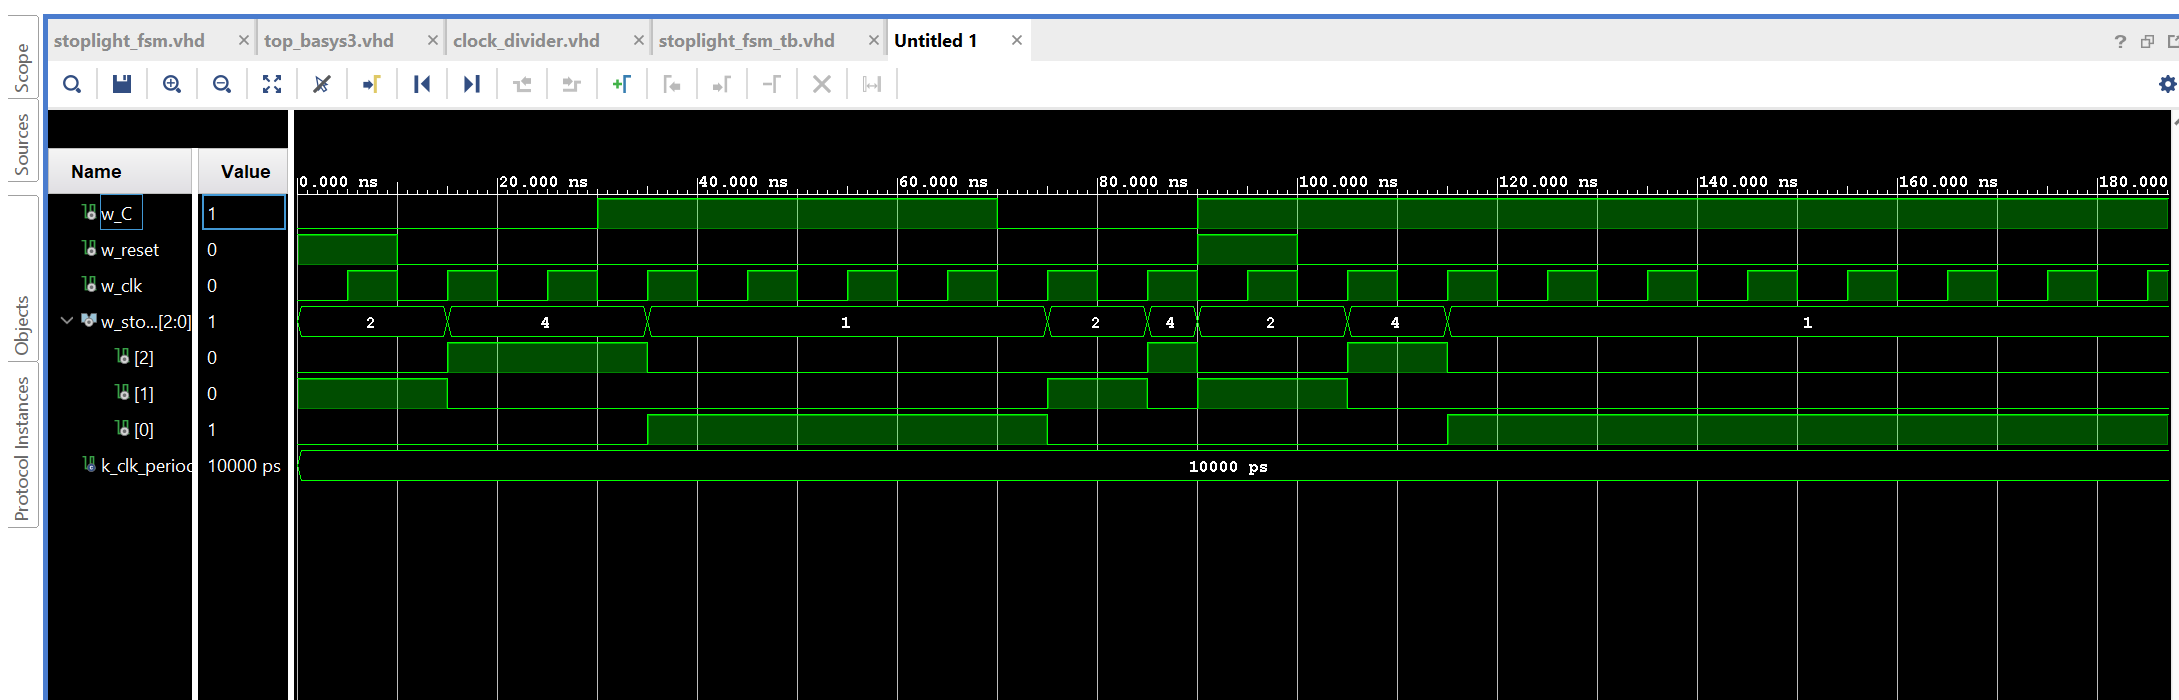 stoplight_fsm.vhd × top_basys3.vhd × clock_divider.vhd × stoplight_fsm_tb.vhd × Untitled 1 × ?
Scope
Sources
Objects
Protocol Instances
Name Value
0.000 ns 20.000 ns 40.000 ns 60.000 ns 80.000 ns 100.000 ns 120.000 ns 140.000 ns 160.000 ns 180.000
w_C 1
w_reset 0
w_clk 0
w_sto...[2:0] 1 2 4 1 2 4 2 4 1
[2] 0
[1] 0
[0] 1
k_clk_period 10000 ps 10000 ps